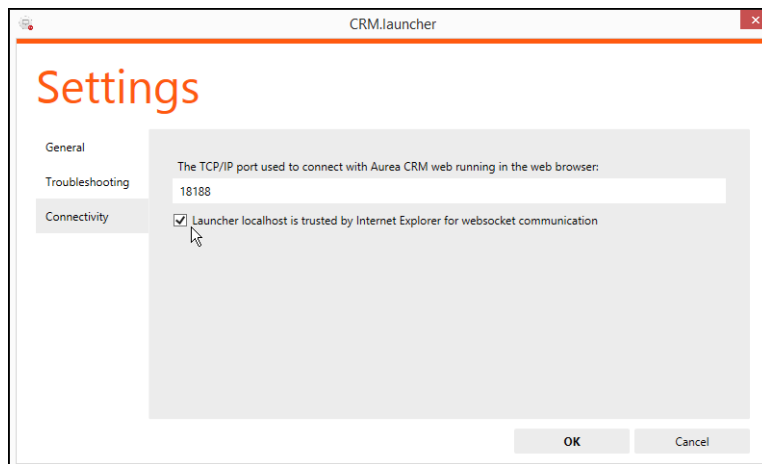 CRM.launcher
Settings
General
Troubleshooting
Connectivity
The TCP/IP port used to connect with Aurea CRM web running in the web browser:
18188
Launcher localhost is trusted by Internet Explorer for websocket communication
OK
Cancel